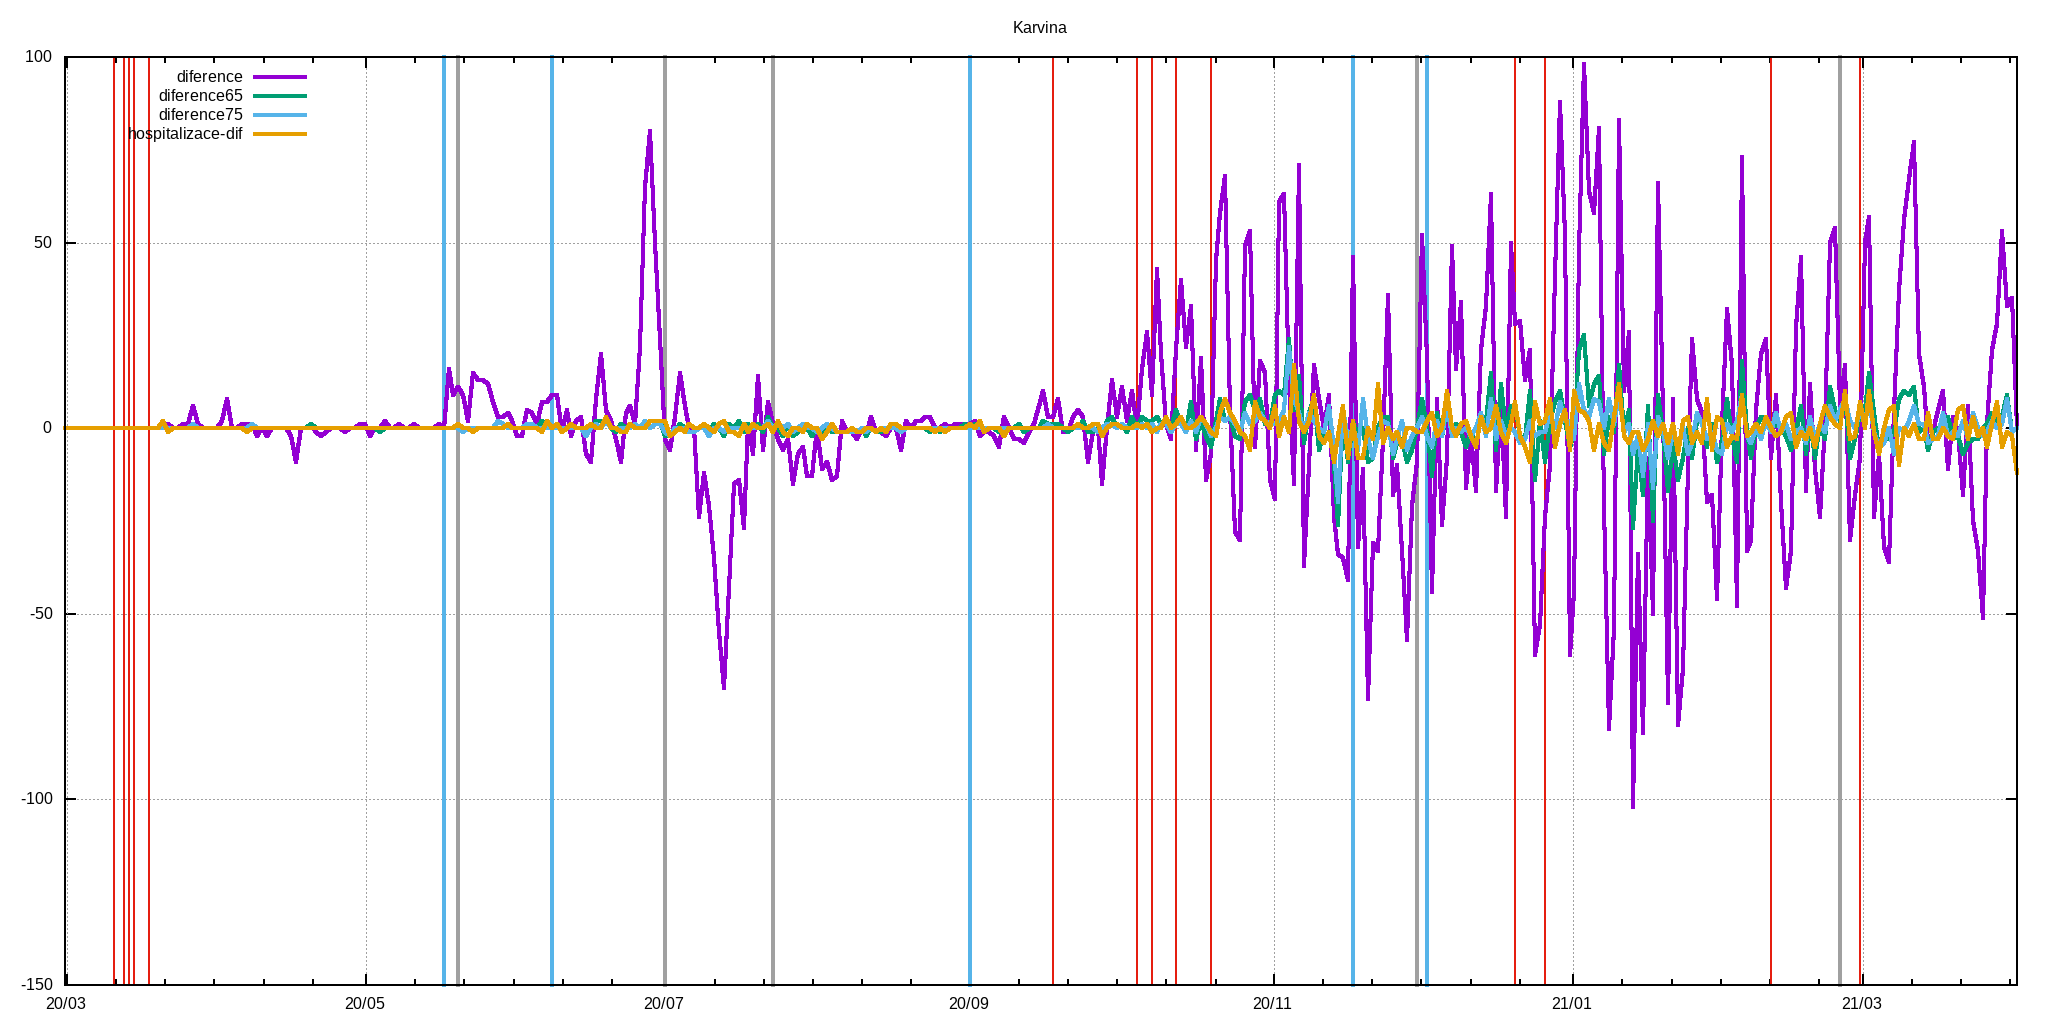 Karvina
100
diference
diference65
diference75
hospitalizace-dif
50
0
-50
-100
-150
20/03 20/05 20/07 20/09 20/11 21/01 21/03